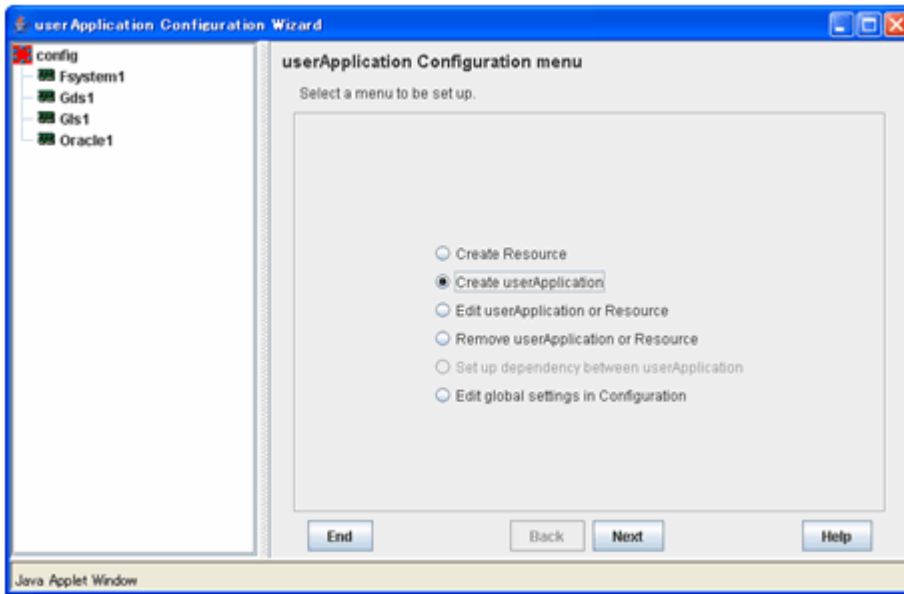 userApplication Configuration Wizard
config
Fsystem1
Gds1
Gls1
Oracle1
userApplication Configuration menu
Select a menu to be set up.
Create Resource
Create userApplication
Edit userApplication or Resource
Remove userApplication or Resource
Set up dependency between userApplication
Edit global settings in Configuration
End
Back
Next
Help
Java Applet Window